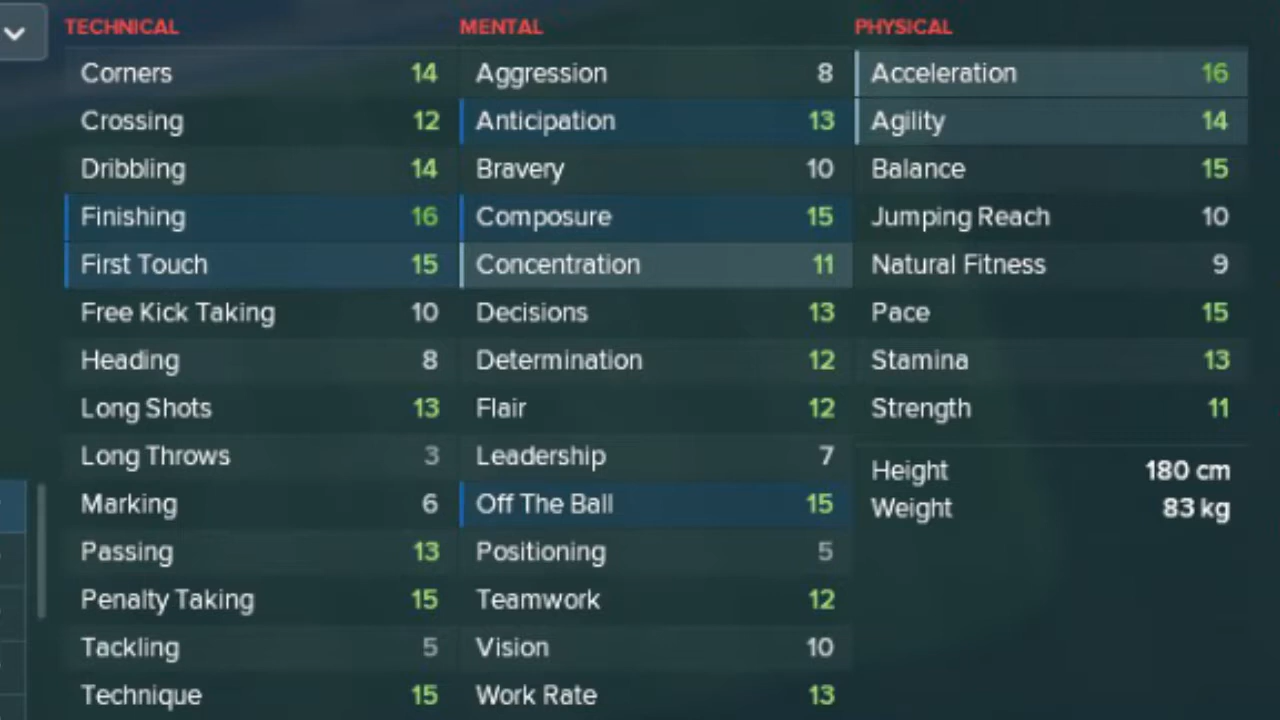 TECHNICAL MENTAL PHYSICAL
Corners 14 Aggression 8 Acceleration 16
Crossing 12 Anticipation 13 Agility 14
Dribbling 14 Bravery 10 Balance 15
Finishing 16 Composure 15 Jumping Reach 10
First Touch 15 Concentration 11 Natural Fitness 9
Free Kick Taking 10 Decisions 13 Pace 15
Heading 8 Determination 12 Stamina 13
Long Shots 13 Flair 12 Strength 11
Long Throws 3 Leadership 7 Height 180 cm
Marking 6 Off The Ball 15 Weight 83 kg
Passing 13 Positioning 5
Penalty Taking 15 Teamwork 12
Tackling 5 Vision 10
Technique 15 Work Rate 13